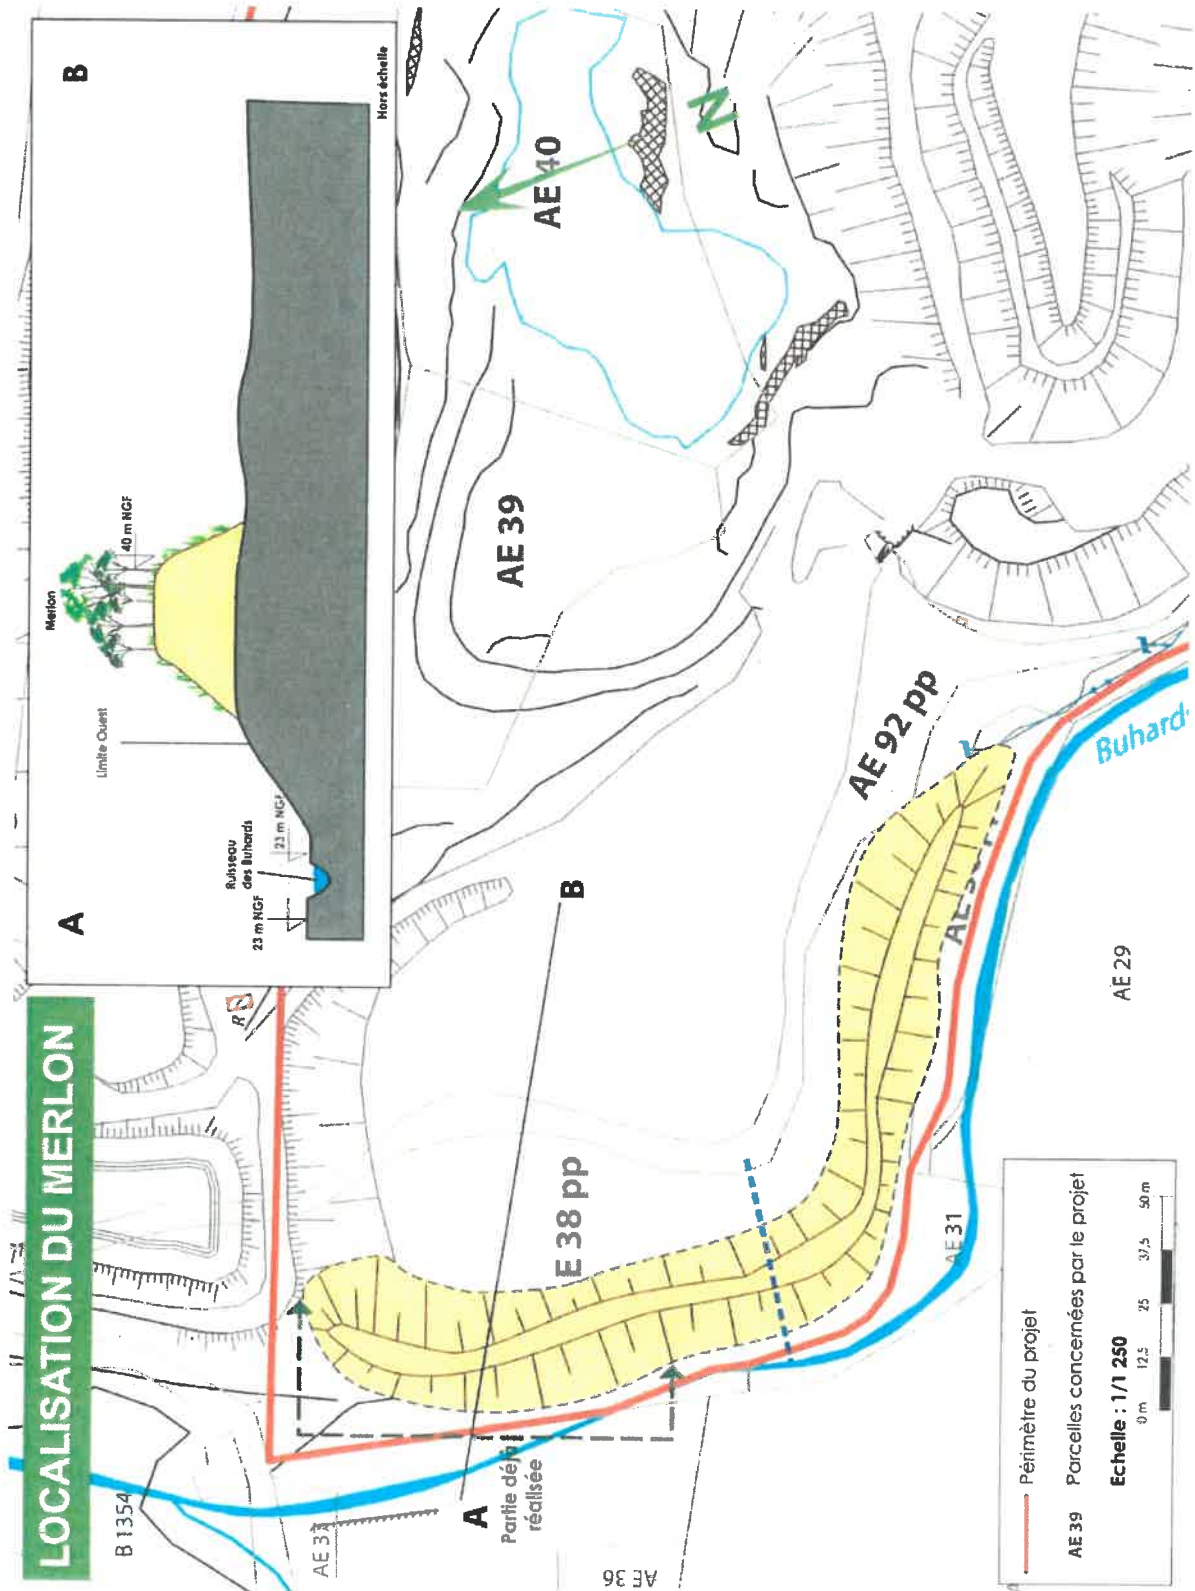 LOCALISATION DU MERLON
A
B
Merlon
40 m NGF
Limite Ouest
Ruisseau
des Buhards
23 m NGF
23 m NGF
Hors échelle
B 1354
R
AE 40
N
AE 39
AE 36
A
B
Partie déjà
réalisée
E 38 pp
AE 92 pp
AE 31
AE 29
Buhard
Périmètre du projet
AE 39 Parcelles concernées par le projet
Echelle : 1/1 250
0 m 12,5 25 37,5 50 m